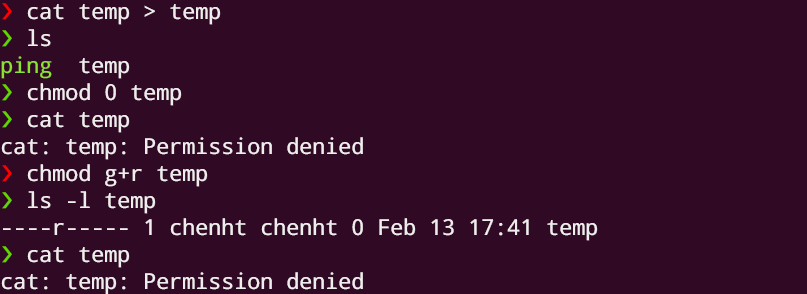 ❯ cat temp > temp
❯ ls
ping  temp
❯ chmod 0 temp
❯ cat temp
cat: temp: Permission denied
❯ chmod g+r temp
❯ ls -l temp
----r----- 1 chenht chenht 0 Feb 13 17:41 temp
❯ cat temp
cat: temp: Permission denied